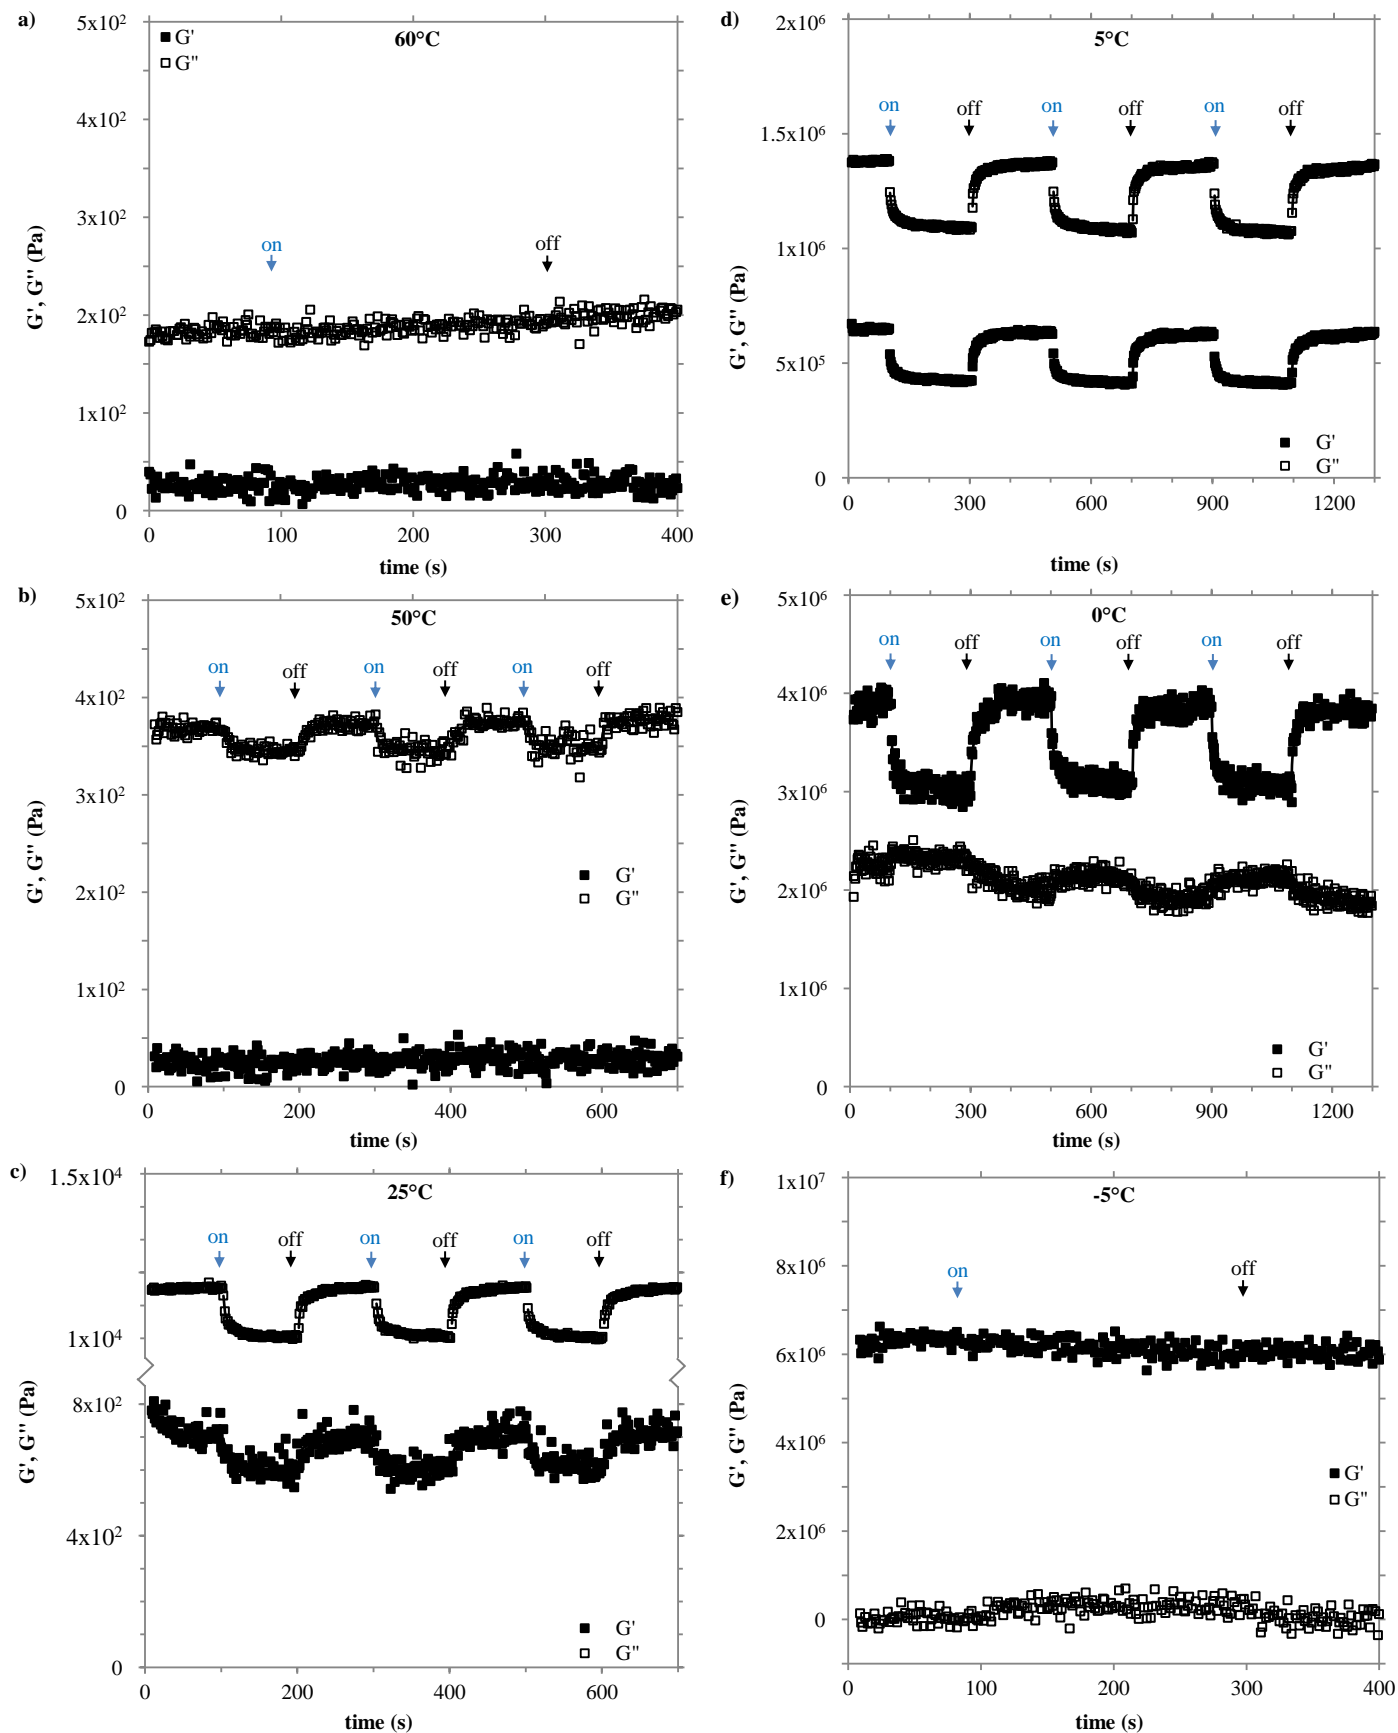 a)
60°C
G'
G"
5x10²
4x10²
3x10²
2x10²
1x10²
0
on
off
G', G" (Pa)
0 100 200 300 400
time (s)
b)
50°C
5x10²
4x10²
3x10²
2x10²
1x10²
0
on off on off on off
G', G" (Pa)
G'
G"
0 200 400 600
time (s)
c)
25°C
1.5x10⁴
1x10⁴
8x10²
4x10²
0
on off on off on off
G', G" (Pa)
G'
G"
0 200 400 600
time (s)
d)
5°C
2x10⁶
1.5x10⁶
1x10⁶
5x10⁵
0
on off on off on off
G', G" (Pa)
G'
G"
0 300 600 900 1200
time (s)
e)
0°C
5x10⁶
4x10⁶
3x10⁶
2x10⁶
1x10⁶
0
on off on off on off
G', G" (Pa)
G'
G"
0 300 600 900 1200
time (s)
f)
-5°C
1x10⁷
8x10⁶
6x10⁶
4x10⁶
2x10⁶
0
on off
G', G" (Pa)
G'
G"
0 100 200 300 400
time (s)